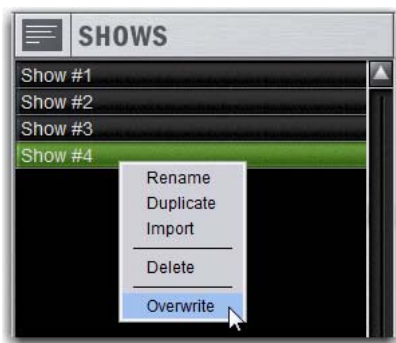 SHOWS
Show #1
Show #2
Show #3
Show #4
Rename
Duplicate
Import
Delete
Overwrite